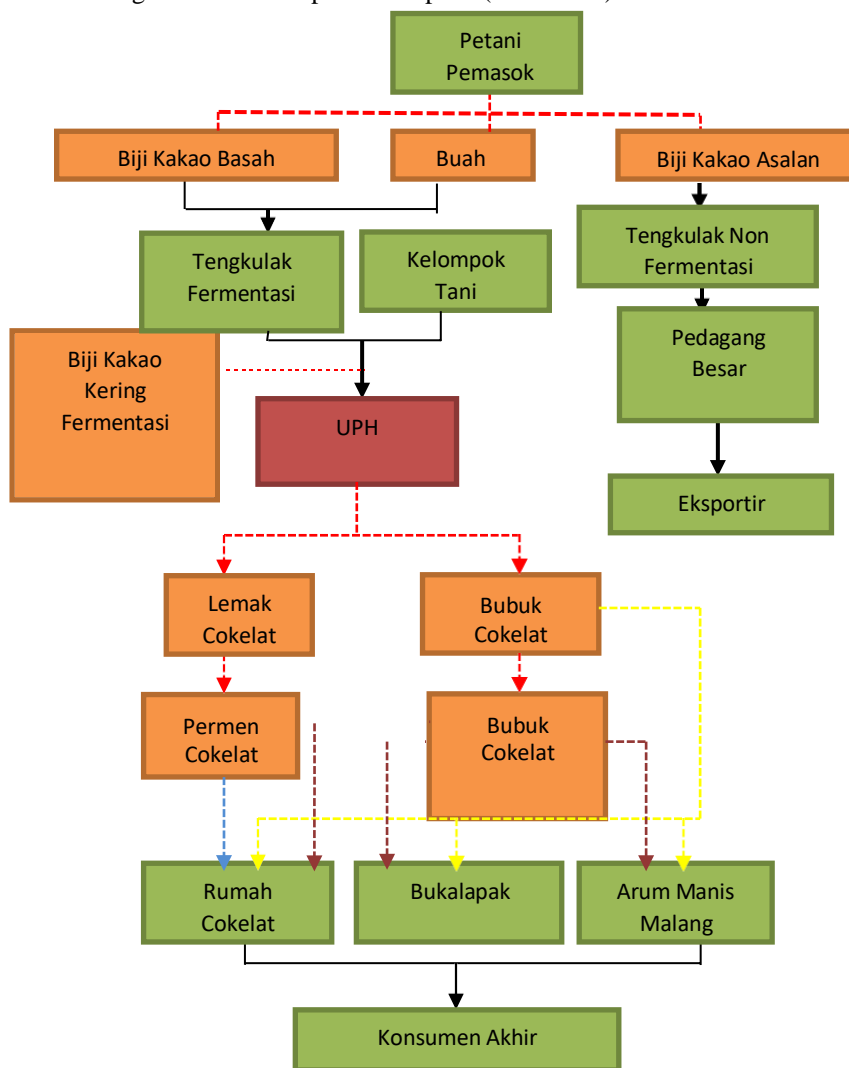 Petani
Pemasok
Biji Kakao Basah
Buah
Biji Kakao Asalan
Tengkulak
Fermentasi
Kelompok
Tani
Tengkulak Non
Fermentasi
Biji Kakao
Kering
Fermentasi
UPH
Pedagang
Besar
Eksportir
Lemak
Cokelat
Bubuk
Cokelat
Permen
Cokelat
Bubuk
Cokelat
Rumah
Cokelat
Bukalapak
Arum Manis
Malang
Konsumen Akhir